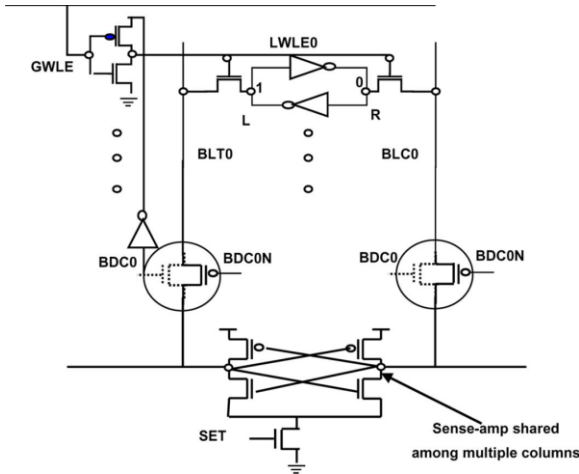 LWLE0
GWLE
1
0
L
R
BLT0
BLC0
BDC0
BDC0N
BDC0
BDC0N
SET
Sense-amp shared
among multiple columns